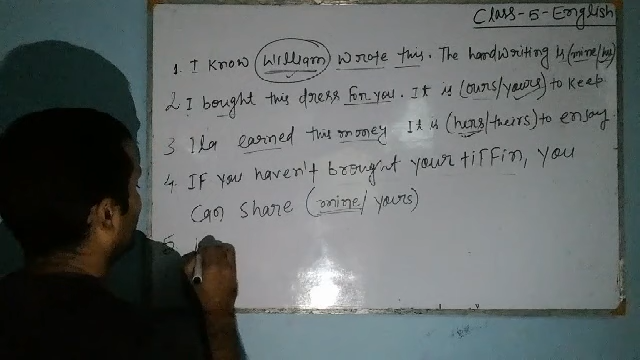 Class-5-English
1. I know William wrote this. The handwriting is (mine/his)
2 I bought this dress for you. It is (ours/yours) to keep
3 Ila earned this money It is (hers/theirs) to enjoy
4. If you haven't brought your tiffin, you
can share (mine/yours)
5